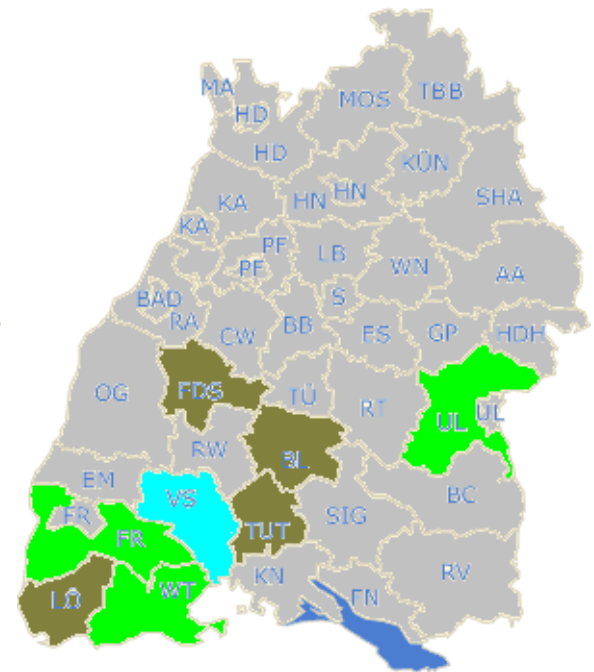 MA
HD
MOS
TBB
HD
KÜN
KA
HN
HN
SHA
KA
PF
LB
PF
WN
AA
BAD
S
RA
CW
BB
ES
GP
HDH
OG
FDS
TÜ
RT
UL
UL
RW
BL
EM
VS
SIG
BC
FR
FR
TUT
KN
RV
LÖ
WT
FN